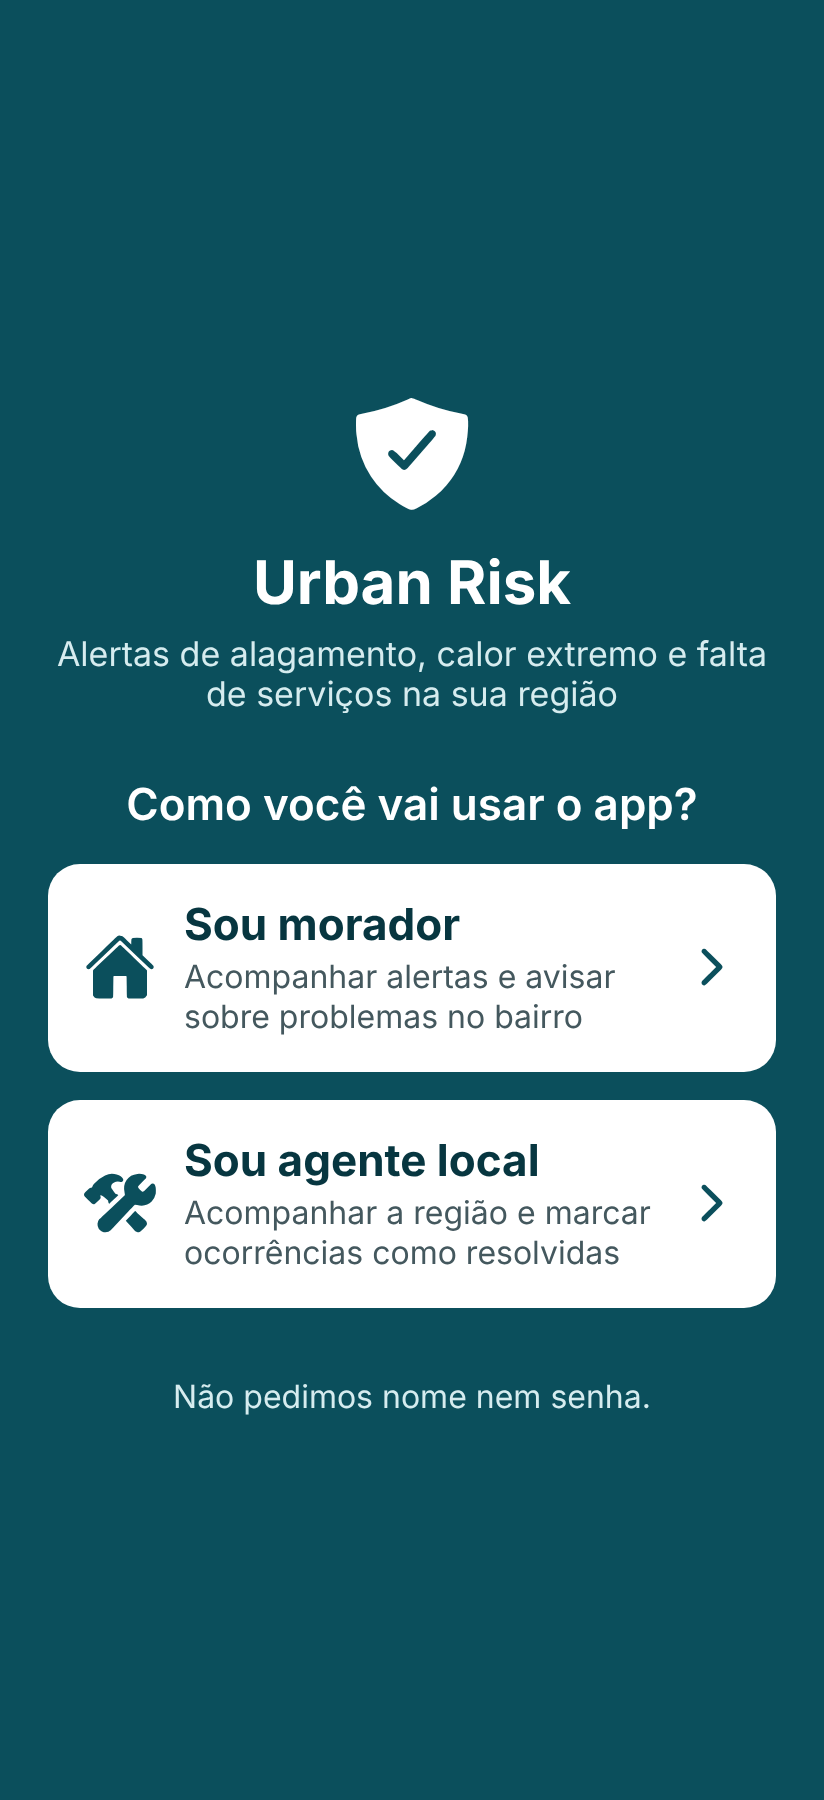 Urban Risk
Alertas de alagamento, calor extremo e falta
de serviços na sua região
Como você vai usar o app?
Sou morador
Acompanhar alertas e avisar
sobre problemas no bairro
Sou agente local
Acompanhar a região e marcar
ocorrências como resolvidas
Não pedimos nome nem senha.